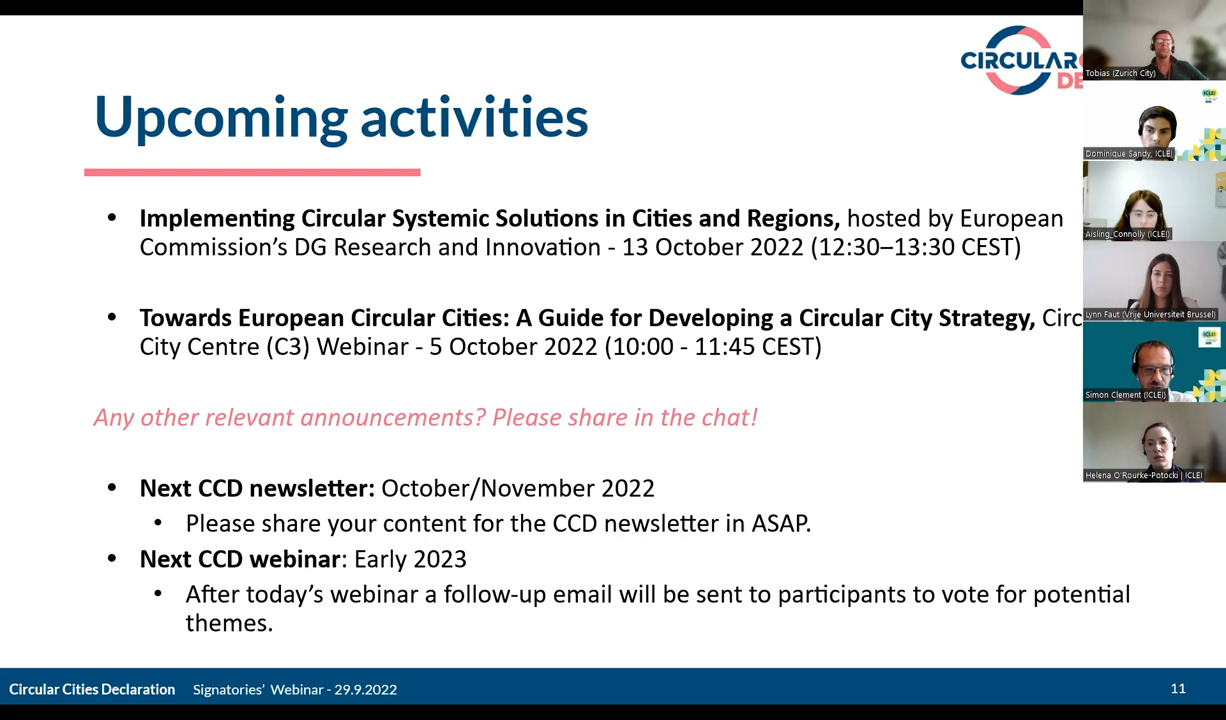 CIRCULAR
DE
Upcoming activities
• Implementing Circular Systemic Solutions in Cities and Regions, hosted by European
Commission’s DG Research and Innovation - 13 October 2022 (12:30–13:30 CEST)
• Towards European Circular Cities: A Guide for Developing a Circular City Strategy, Circ
City Centre (C3) Webinar - 5 October 2022 (10:00 - 11:45 CEST)
Any other relevant announcements? Please share in the chat!
• Next CCD newsletter: October/November 2022
• Please share your content for the CCD newsletter in ASAP.
• Next CCD webinar: Early 2023
• After today’s webinar a follow-up email will be sent to participants to vote for potential
themes.
Circular Cities Declaration Signatories’ Webinar - 29.9.2022
11
Tobias (Zurich City)
ICLEI
Dominique Sandy, ICLEI
Aisling_Connolly (ICLEI)
Lynn Faut (Vrije Universiteit Brussel)
ICLEI
Simon Clement (ICLEI)
Helena O'Rourke-Potocki | ICLEI